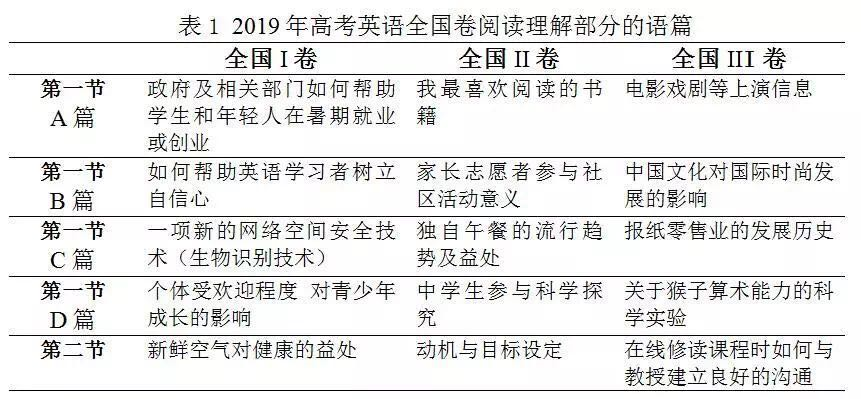 表 1 2019 年高考英语全国卷阅读理解部分的语篇
全国 I 卷 全国 II 卷 全国 III 卷
第一节 政府及相关部门如何帮助 我最喜欢阅读的书 电影戏剧等上演信息
A 篇 学生和年轻人在暑期就业 籍
或创业
第一节 如何帮助英语学习者树立 家长志愿者参与社 中国文化对国际时尚发
B 篇 自信心 区活动意义 展的影响
第一节 一项新的网络空间安全技 独自午餐的流行趋 报纸零售业的发展历史
C 篇 术（生物识别技术） 势及益处
第一节 个体受欢迎程度 对青少年 中学生参与科学探 关于猴子算术能力的科
D 篇 成长的影响 究 学实验
第二节 新鲜空气对健康的益处 动机与目标设定 在线修读课程时如何与
教授建立良好的沟通